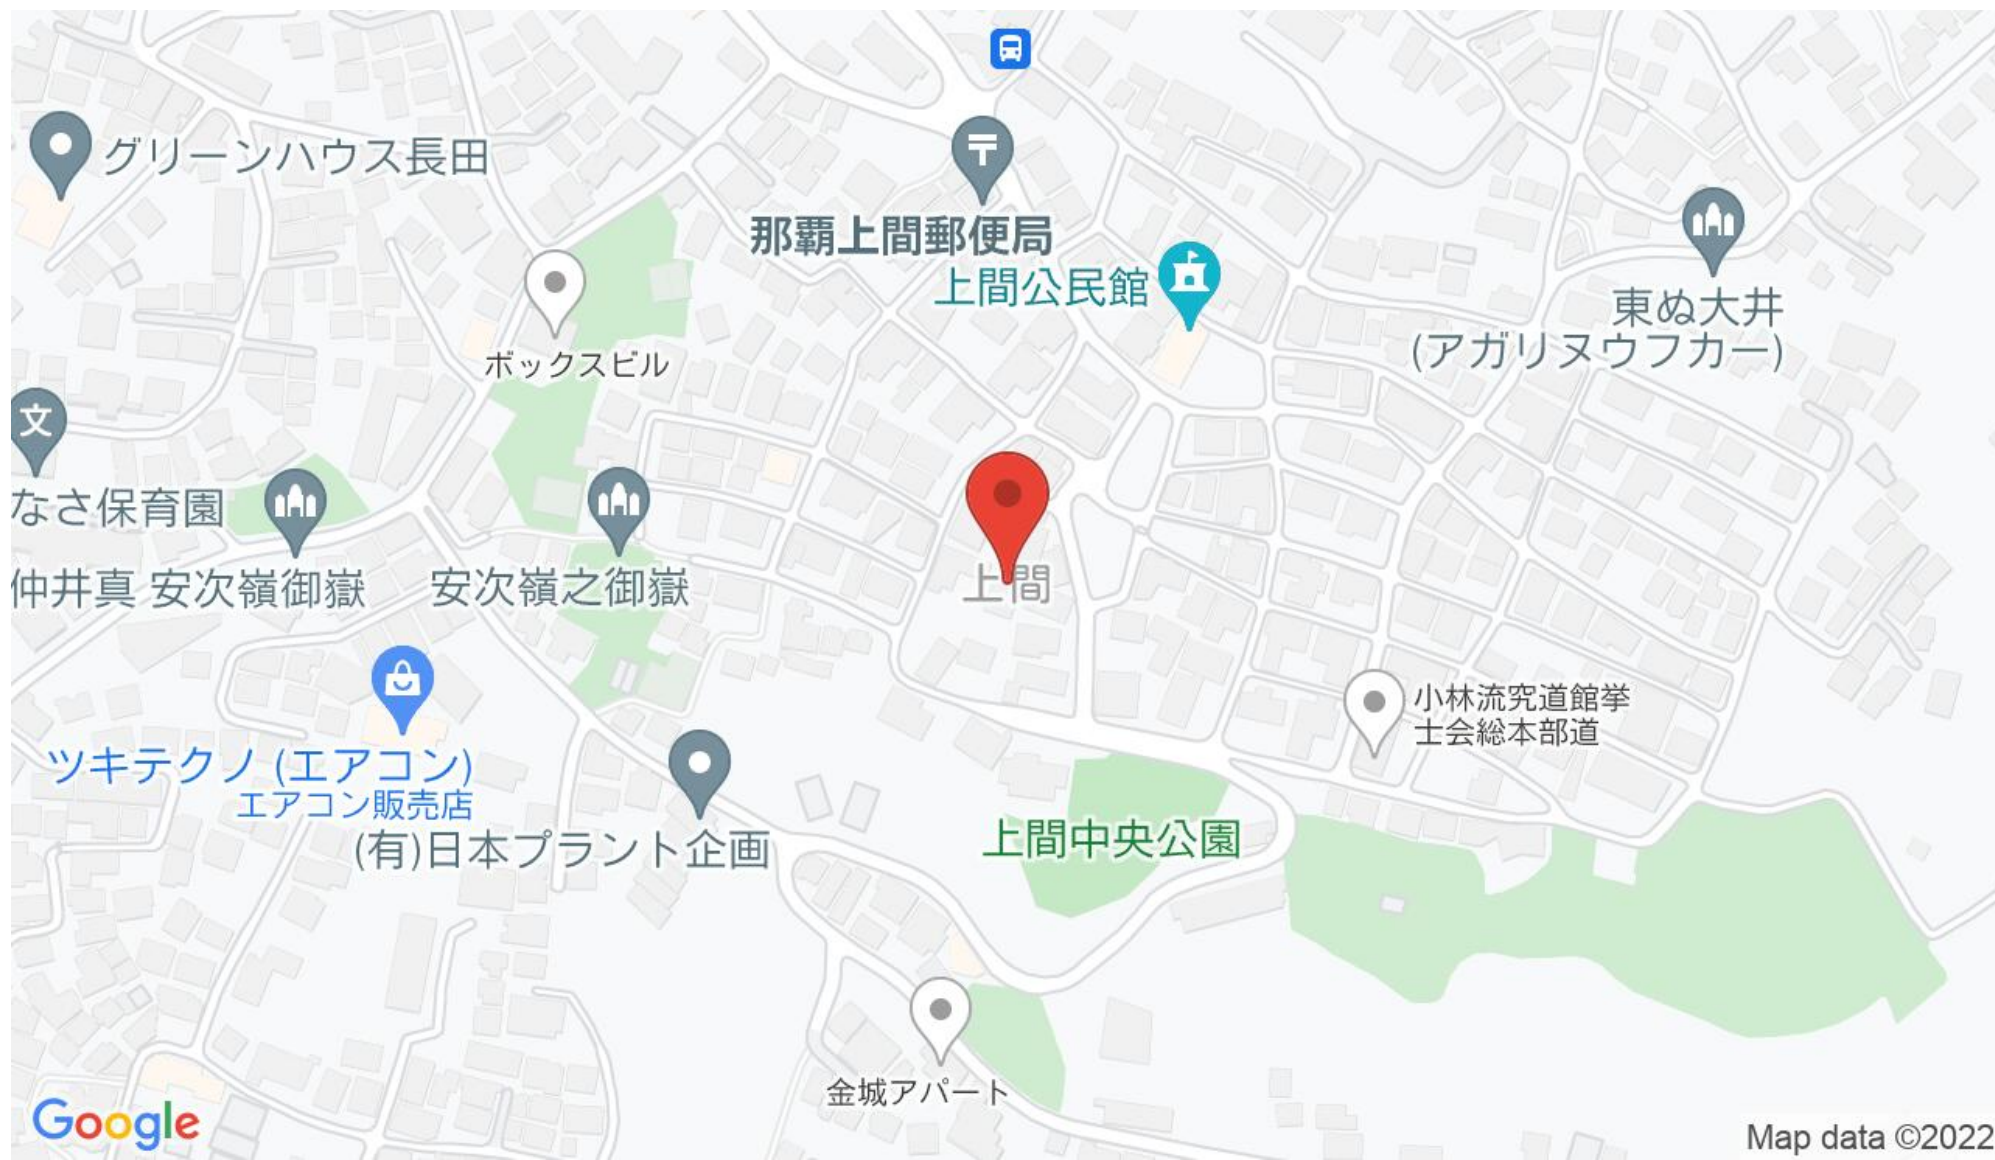 グリーンハウス長田
那覇上間郵便局
上間公民館
東ぬ大井
(アガリヌウフカー)
ボックスビル
文
なさ保育園
仲井真 安次嶺御嶽
安次嶺之御嶽
上間
小林流究道館挙
士会総本部道
ツキテクノ (エアコン)
エアコン販売店
(有)日本プラント企画
上間中央公園
金城アパート
Google
Map data ©2022